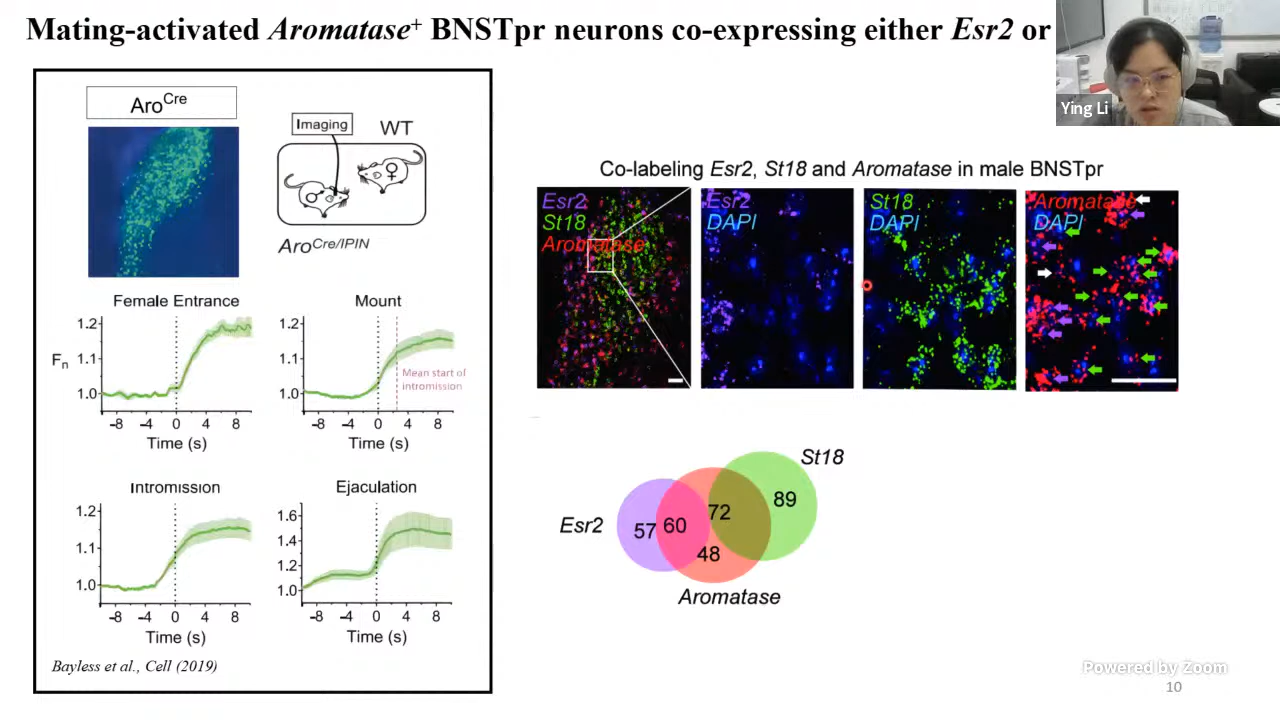 Mating-activated Aromatase⁺ BNSTpr neurons co-expressing either Esr2 or
Ying Li
Aro^Cre
Imaging
WT
Aro^Cre/IPIN
Female Entrance
1.2
1.1
1.0
Fn
-8 -4 0 4 8
Time (s)
Mount
1.2
1.1
1.0
Mean start of
intromission
-8 -4 0 4 8
Time (s)
Intromission
1.2
1.1
1.0
-8 -4 0 4 8
Time (s)
Ejaculation
1.6
1.4
1.2
1.0
-8 -4 0 4 8
Time (s)
Bayless et al., Cell (2019)
Co-labeling Esr2, St18 and Aromatase in male BNSTpr
Esr2
St18
Aromatase
Esr2
DAPI
St18
DAPI
Aromatase
DAPI
St18
89
72
Esr2
57
60
48
Aromatase
Powered by Zoom
10